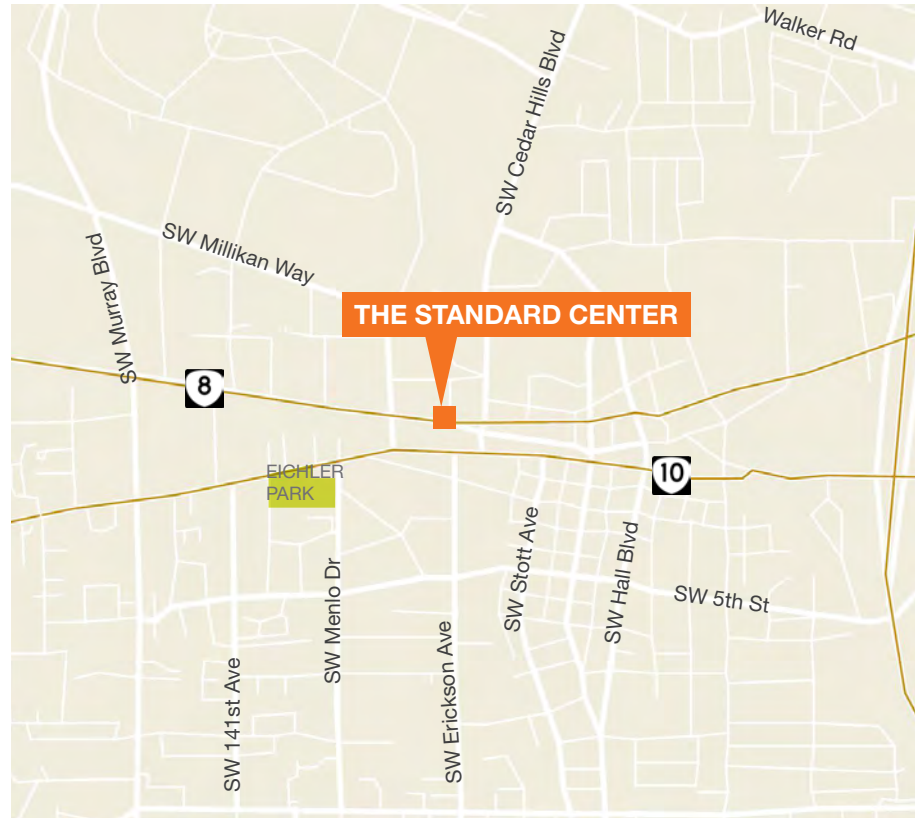 Walker Rd
SW Cedar Hills Blvd
SW Millikan Way
SW Murray Blvd
THE STANDARD CENTER
8
EICHLER
PARK
10
SW Stott Ave
SW Hall Blvd
SW Menlo Dr
SW 5th St
SW 141st Ave
SW Erickson Ave